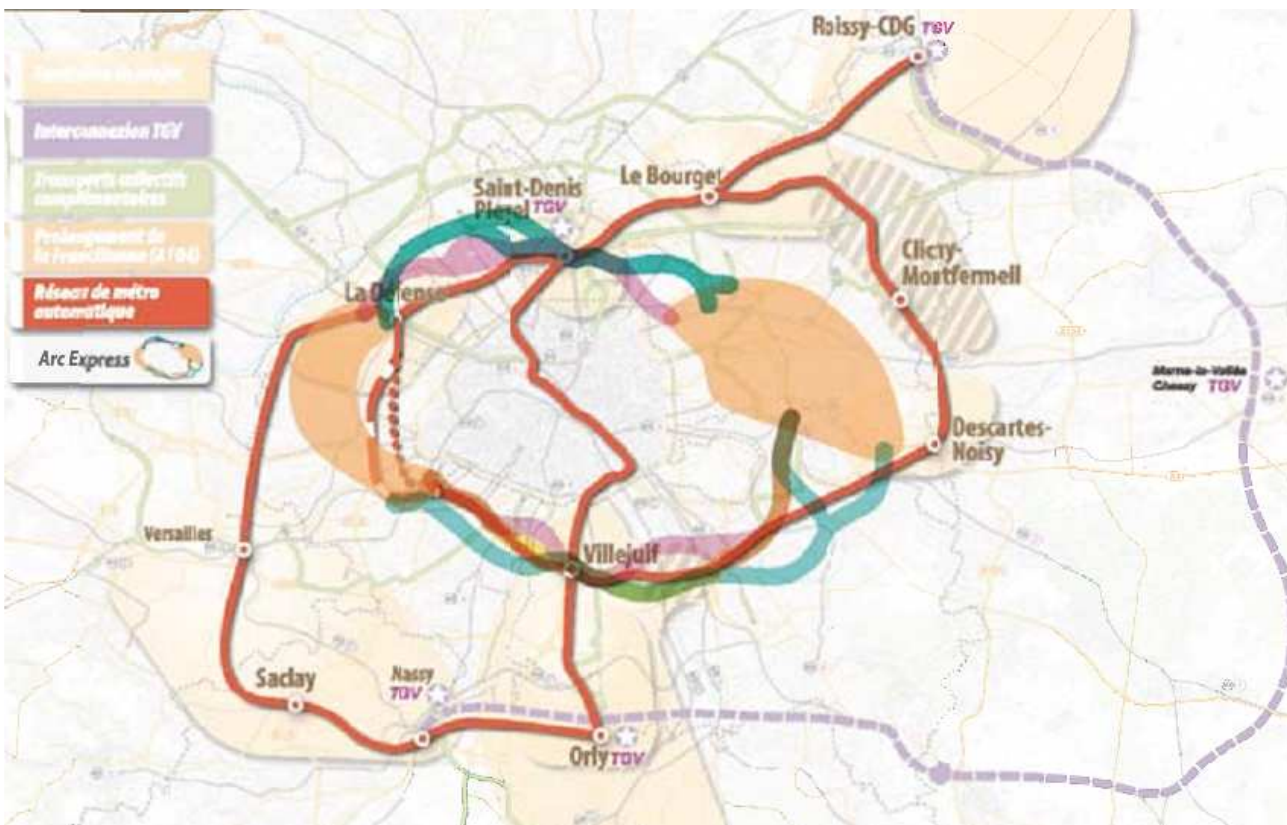 Roissy-CDG TGV
Interconnexion TGV
Transports collectifs
complimentaires
Prolongement de
la Francilienne (A104)
Réseau de métro
automatique
Arc Express
Saint-Denis
Pleyel TGV
Le Bourget
Clichy-
Montfermeil
La Défense
Marne-la-Vallée
Chessy TGV
Descartes-
Noisy
Versailles
Villejuif
Saclay
Massy
TGV
Orly TGV